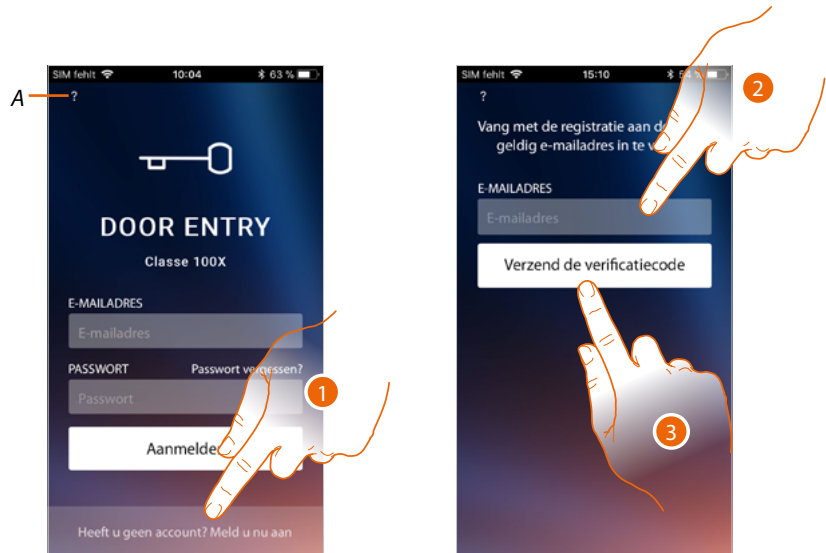 A
SIM fehlt 10:04 63 %
?
DOOR ENTRY
Classe 100X
E-MAILADRES
E-mailadres
PASSWORT Passwort vergessen?
Passwort
Aanmelde
Heeft u geen account? Meld u nu aan
1
SIM fehlt 15:10
?
Vang met de registratie aan
geldig e-mailadres in te
E-MAILADRES
E-mailadres
Verzend de verificatiecode
2
3